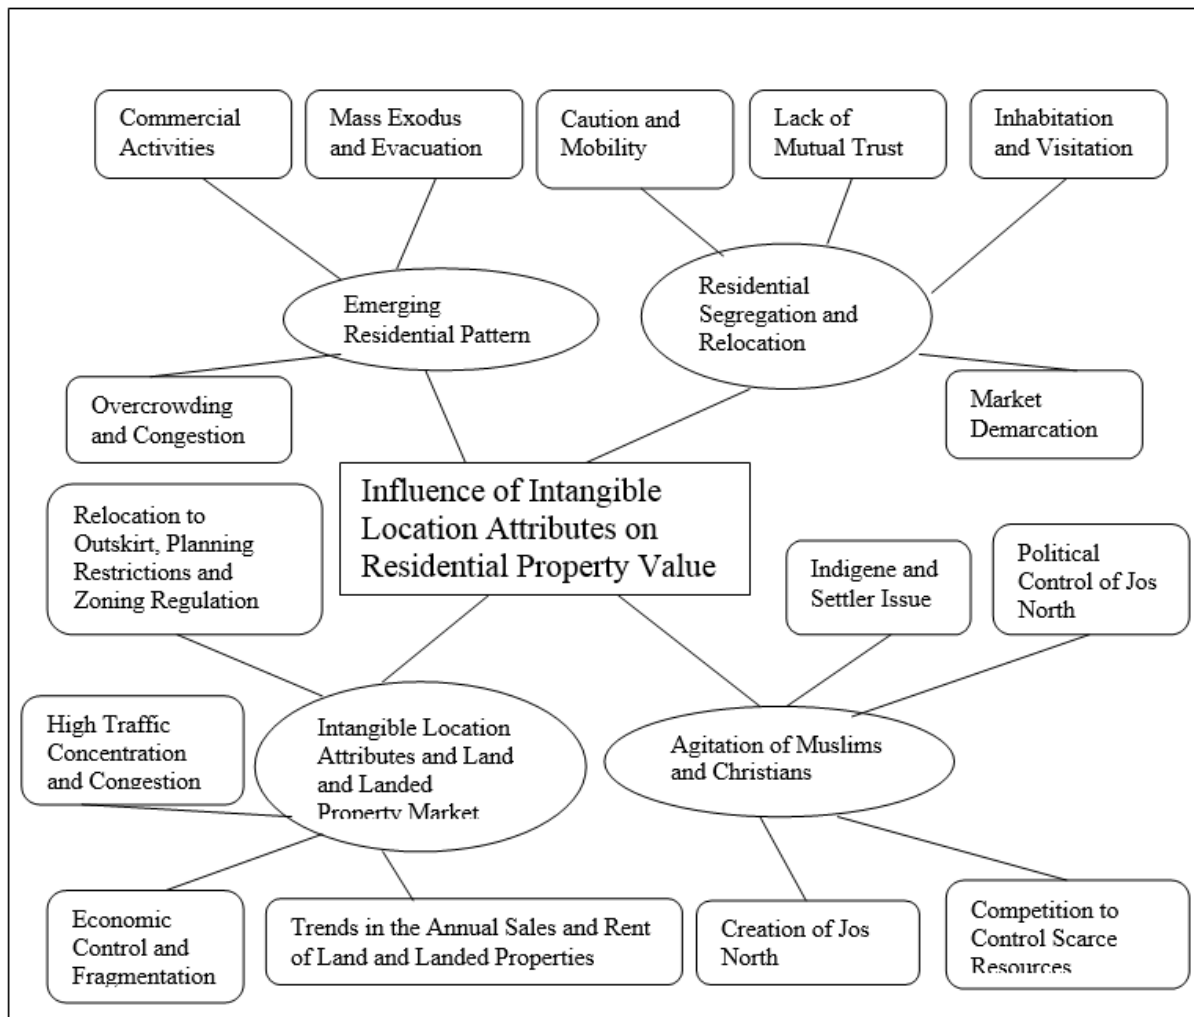 Commercial
Activities
Mass Exodus
and Evacuation
Caution and
Mobility
Lack of
Mutual Trust
Inhabitation
and Visitation
Emerging
Residential Pattern
Residential
Segregation and
Relocation
Overcrowding
and Congestion
Market
Demarcation
Influence of Intangible
Location Attributes on
Residential Property Value
Relocation to
Outskirt, Planning
Restrictions and
Zoning Regulation
Indigene and
Settler Issue
Political
Control of Jos
North
High Traffic
Concentration
and Congestion
Intangible Location
Attributes and Land
and Landed
Property Market
Agitation of Muslims
and Christians
Economic
Control and
Fragmentation
Trends in the Annual Sales and Rent
of Land and Landed Properties
Creation of Jos
North
Competition to
Control Scarce
Resources